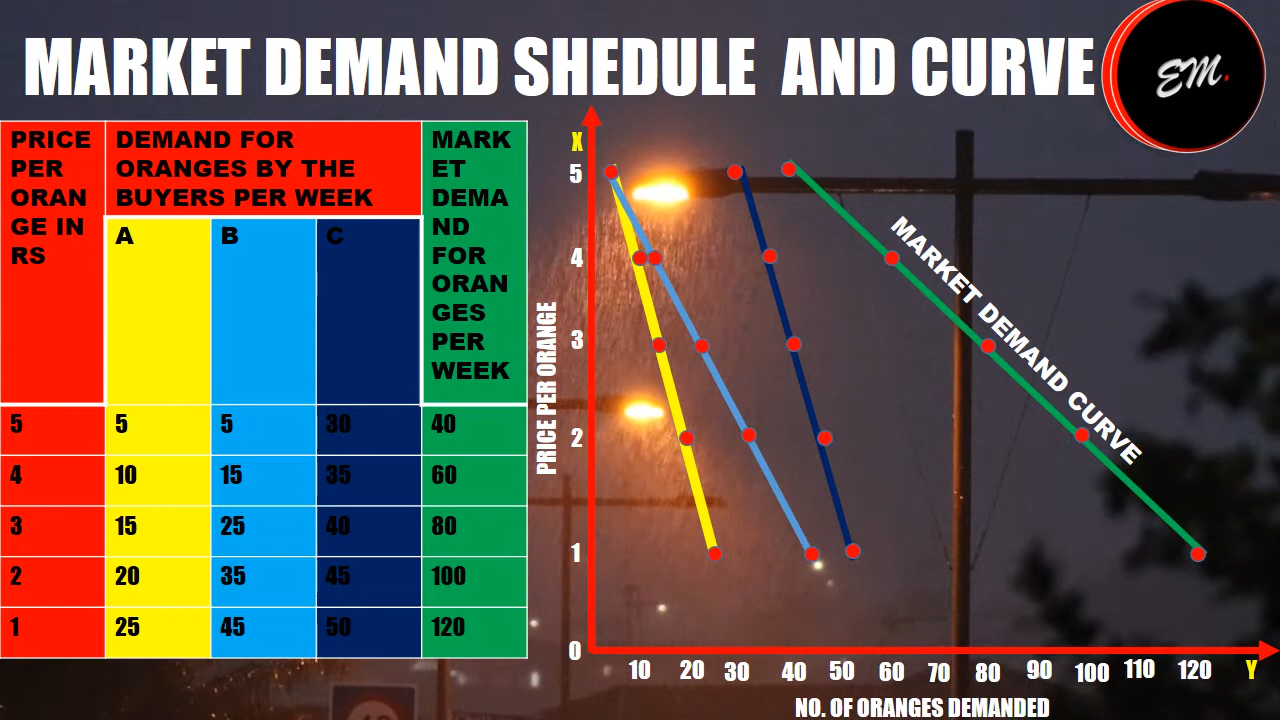 MARKET DEMAND SHEDULE AND CURVE
EM.
PRICE
PER
ORAN
GE IN
RS
DEMAND FOR
ORANGES BY THE
BUYERS PER WEEK
MARK
ET
DEMA
ND
FOR
ORAN
GES
PER
WEEK
A B C
5 5 5 30 40
4 10 15 35 60
3 15 25 40 80
2 20 35 45 100
1 25 45 50 120
X
5
4
3
2
1
0
PRICE PER ORANGE
MARKET DEMAND CURVE
10 20 30 40 50 60 70 80 90 100 110 120 Y
NO. OF ORANGES DEMANDED